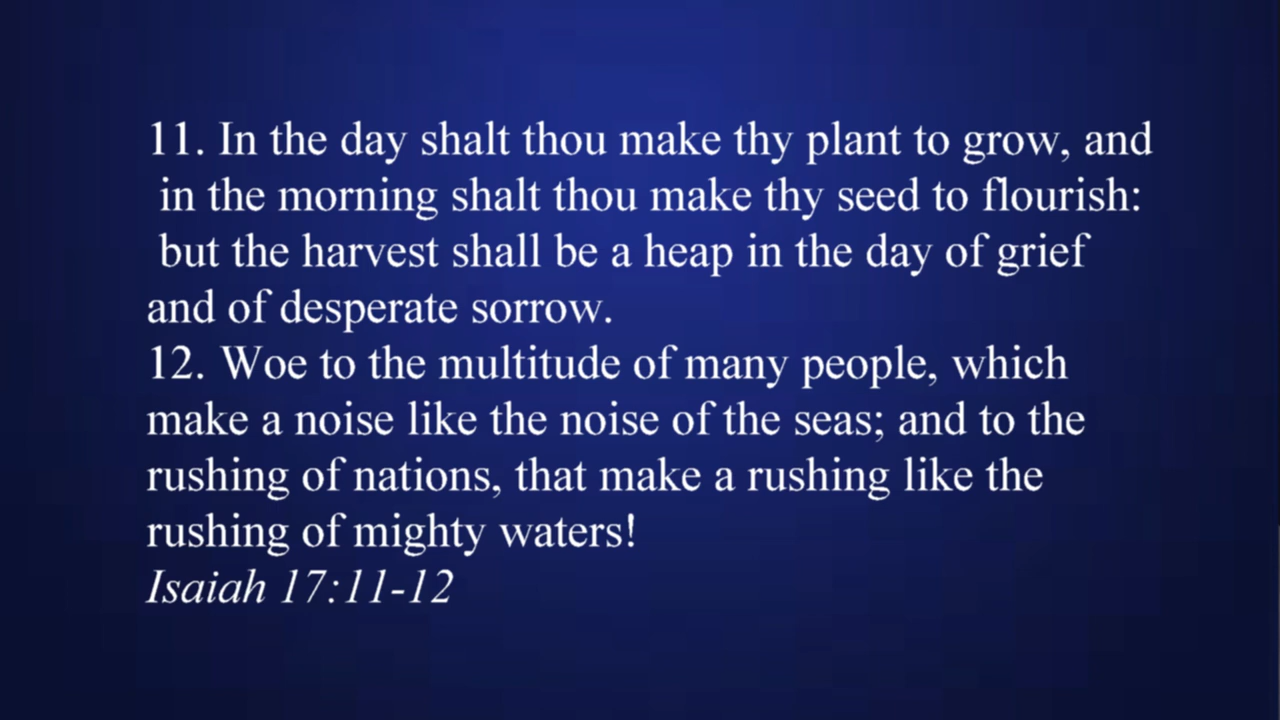 11. In the day shalt thou make thy plant to grow, and
in the morning shalt thou make thy seed to flourish:
but the harvest shall be a heap in the day of grief
and of desperate sorrow.
12. Woe to the multitude of many people, which
make a noise like the noise of the seas; and to the
rushing of nations, that make a rushing like the
rushing of mighty waters!
Isaiah 17:11-12